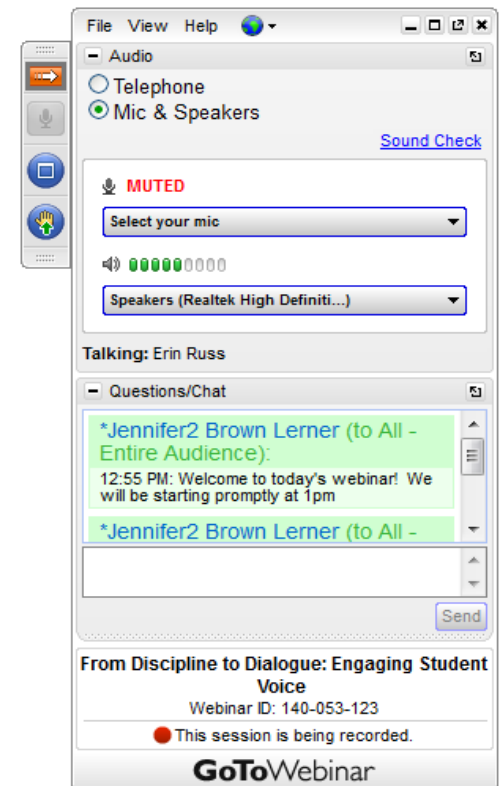 File View Help
Audio
Telephone
Mic & Speakers
Sound Check
MUTED
Select your mic
Speakers (Realtek High Definiti...)
Talking: Erin Russ
Questions/Chat
*Jennifer2 Brown Lerner (to All -
Entire Audience):
12:55 PM: Welcome to today's webinar! We
will be starting promptly at 1pm
*Jennifer2 Brown Lerner (to All -
Send
From Discipline to Dialogue: Engaging Student
Voice
Webinar ID: 140-053-123
This session is being recorded.
GoToWebinar